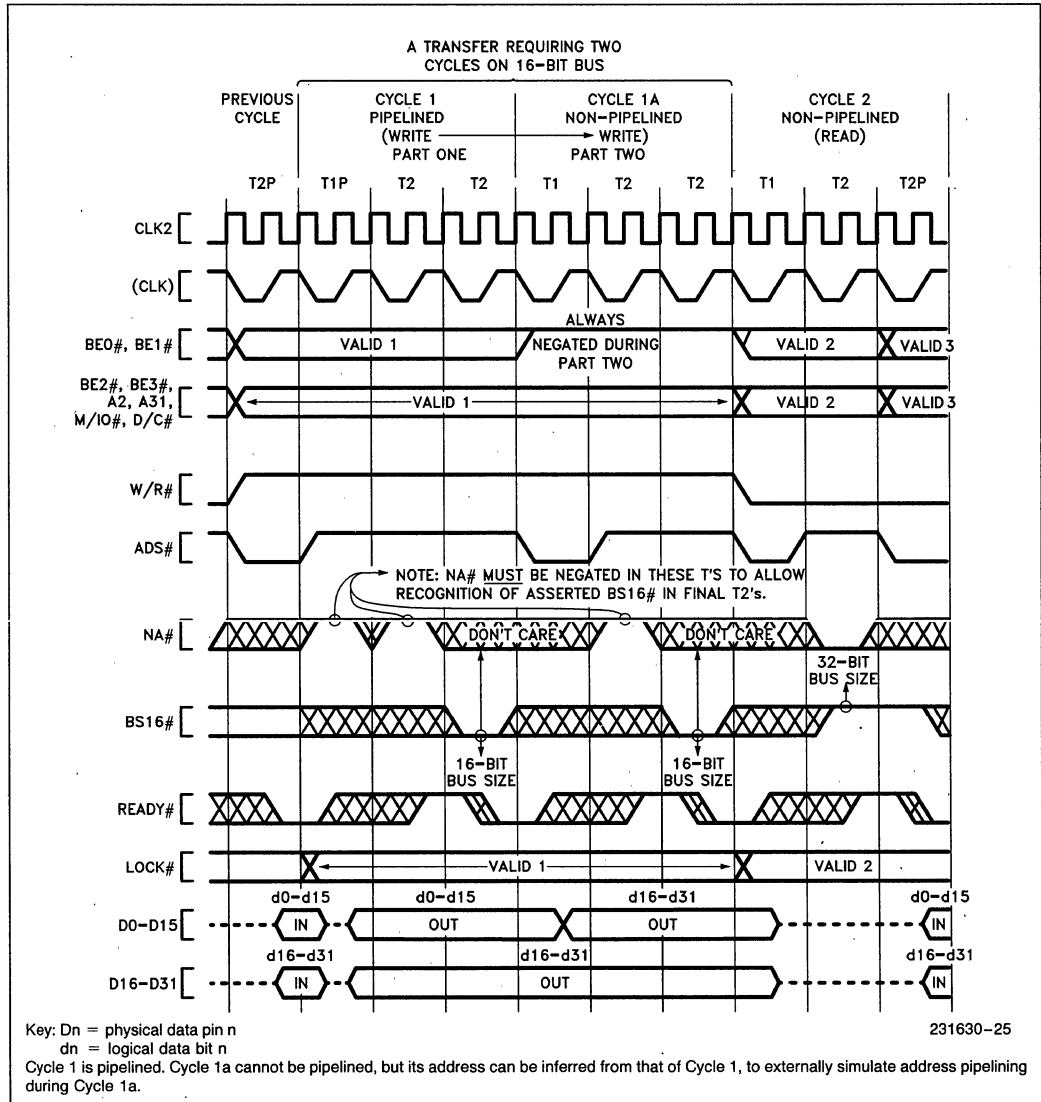 A TRANSFER REQUIRING TWO
CYCLES ON 16-BIT BUS
PREVIOUS
CYCLE
CYCLE 1
PIPELINED
(WRITE
PART ONE
CYCLE 1A
NON-PIPELINED
WRITE)
PART TWO
CYCLE 2
NON-PIPELINED
(READ)
T2P T1P T2 T2 T1 T2 T2 T1 T2 T2P
CLK2
(CLK)
BE0#, BE1#
VALID 1
ALWAYS
NEGATED DURING
PART TWO
VALID 2
VALID 3
BE2#, BE3#,
A2, A31,
M/IO#, D/C#
VALID 1
VALID 2
VALID 3
W/R#
ADS#
NOTE: NA# MUST BE NEGATED IN THESE T'S TO ALLOW
RECOGNITION OF ASSERTED BS16# IN FINAL T2's.
NA#
DON'T CARE
DON'T CARE
32-BIT
BUS SIZE
BS16#
16-BIT
BUS SIZE
16-BIT
BUS SIZE
READY#
LOCK#
VALID 1
VALID 2
d0-d15 d0-d15 d16-d31 d0-d15
D0-D15
IN OUT OUT IN
d16-d31 d16-d31 d16-d31
D16-D31
IN OUT IN
Key: Dn = physical data pin n
dn = logical data bit n
231630-25
Cycle 1 is pipelined. Cycle 1a cannot be pipelined, but its address can be inferred from that of Cycle 1, to externally simulate address pipelining
during Cycle 1a.